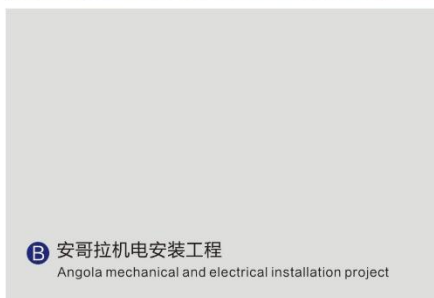 B 安哥拉机电安装工程
Angola mechanical and electrical installation project